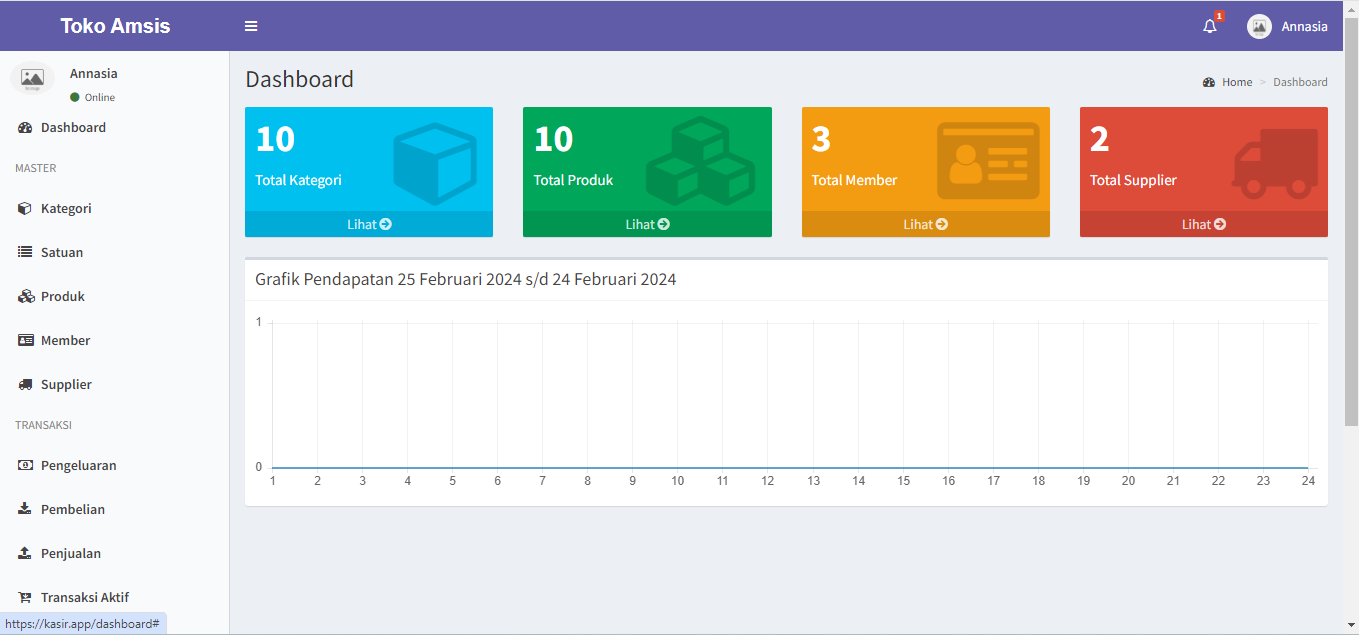 Toko Amsis
1
Annasia
Annasia
Online
Dashboard
MASTER
Kategori
Satuan
Produk
Member
Supplier
TRANSAKSI
Pengeluaran
Pembelian
Penjualan
Transaksi Aktif
https://kasir.app/dashboard#
Dashboard
Home > Dashboard
10
Total Kategori
Lihat
10
Total Produk
Lihat
3
Total Member
Lihat
2
Total Supplier
Lihat
Grafik Pendapatan 25 Februari 2024 s/d 24 Februari 2024
1
0
1 2 3 4 5 6 7 8 9 10 11 12 13 14 15 16 17 18 19 20 21 22 23 24